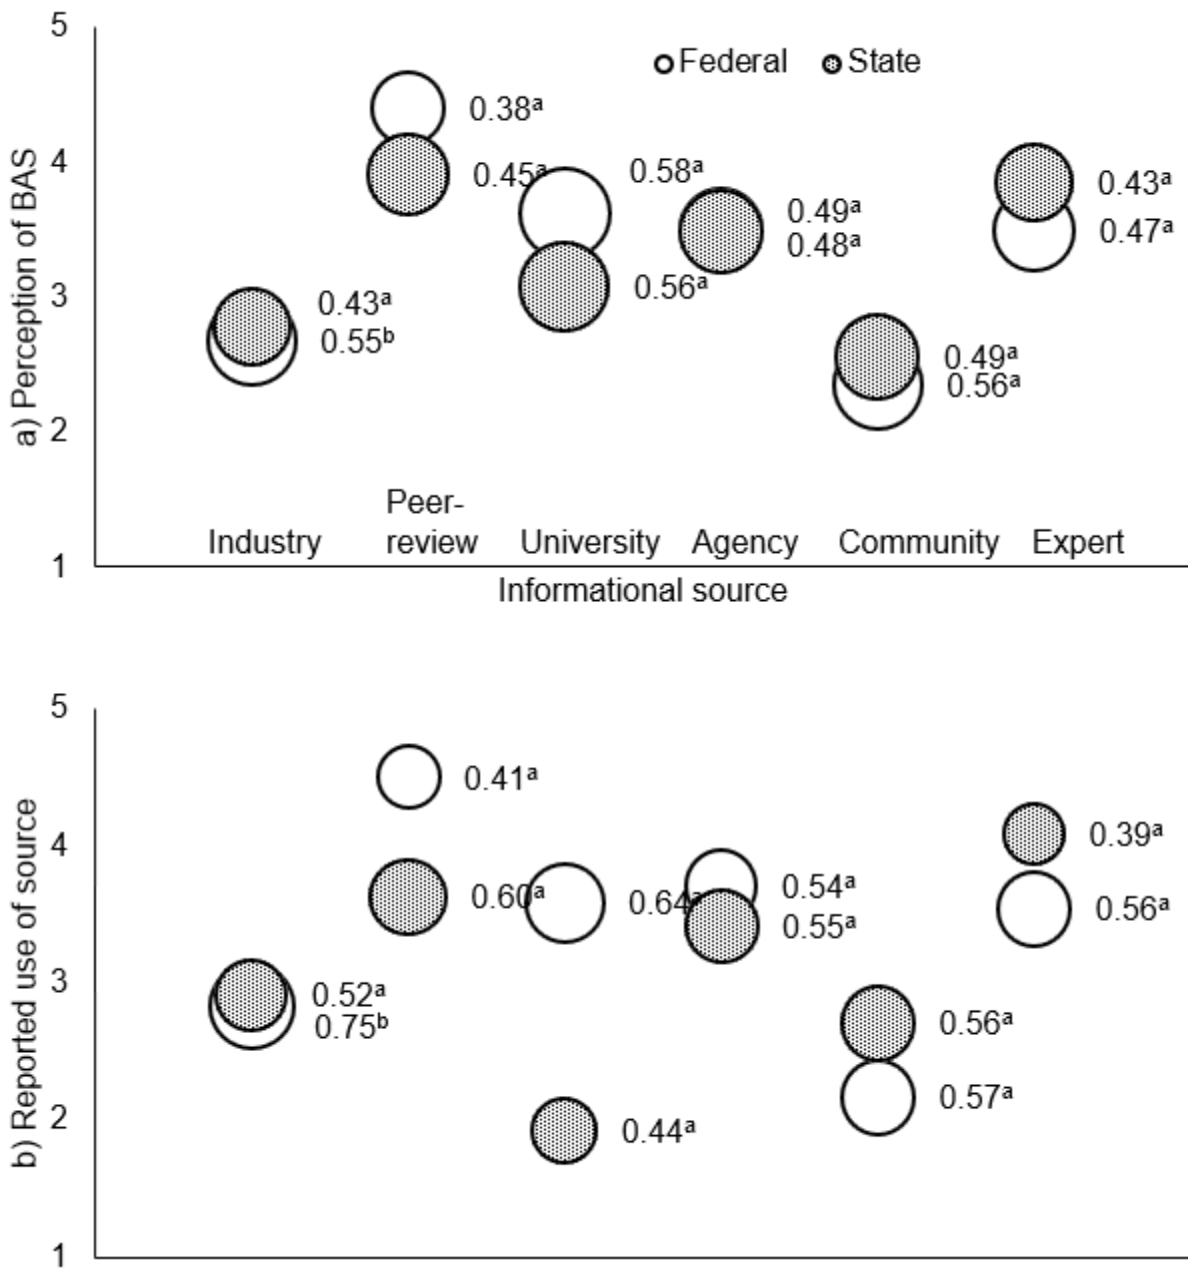 5
Federal
State
0.38ᵃ
4
0.45ᵃ
0.58ᵃ
0.49ᵃ
0.48ᵃ
0.43ᵃ
0.47ᵃ
a) Perception of BAS
3
0.43ᵃ
0.55ᵇ
0.56ᵃ
0.49ᵃ
0.56ᵃ
2
Peer-
review
Industry
University
Agency
Community
Expert
1
Informational source
5
0.41ᵃ
4
0.60ᵃ
0.64ᵃ
0.54ᵃ
0.55ᵃ
0.39ᵃ
0.56ᵃ
b) Reported use of source
3
0.52ᵃ
0.75ᵇ
0.56ᵃ
0.57ᵃ
2
0.44ᵃ
1